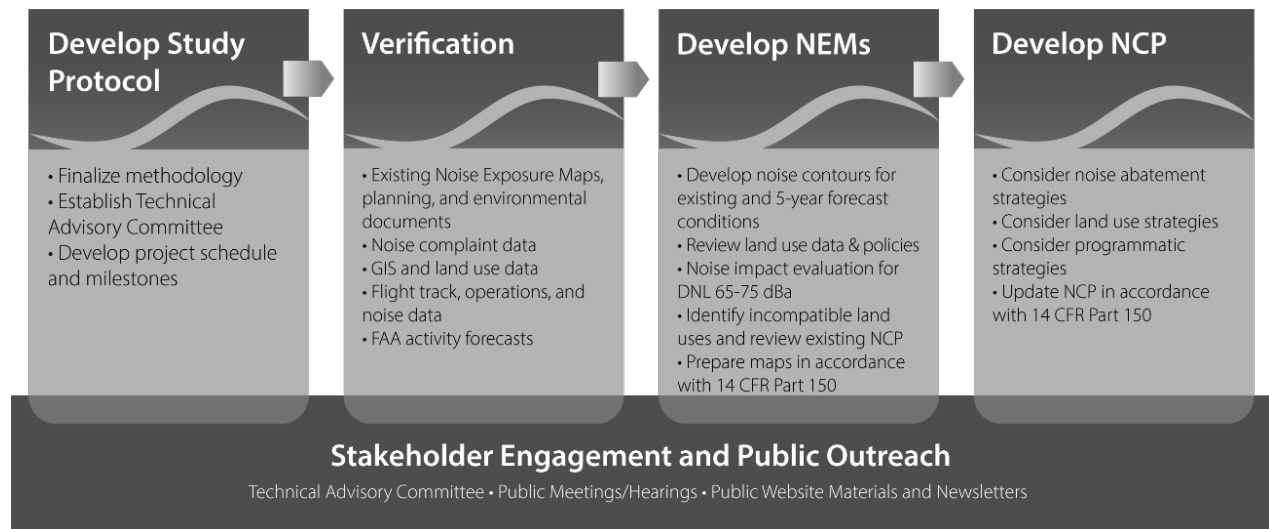 Develop Study
Protocol
• Finalize methodology
• Establish Technical
Advisory Committee
• Develop project schedule
and milestones
Verification
• Existing Noise Exposure Maps,
planning, and environmental
documents
• Noise complaint data
• GIS and land use data
• Flight track, operations, and
noise data
• FAA activity forecasts
Develop NEMs
• Develop noise contours for
existing and 5-year forecast
conditions
• Review land use data & policies
• Noise impact evaluation for
DNL 65-75 dBa
• Identify incompatible land
uses and review existing NCP
• Prepare maps in accordance
with 14 CFR Part 150
Develop NCP
• Consider noise abatement
strategies
• Consider land use strategies
• Consider programmatic
strategies
• Update NCP in accordance
with 14 CFR Part 150
Stakeholder Engagement and Public Outreach
Technical Advisory Committee • Public Meetings/Hearings • Public Website Materials and Newsletters